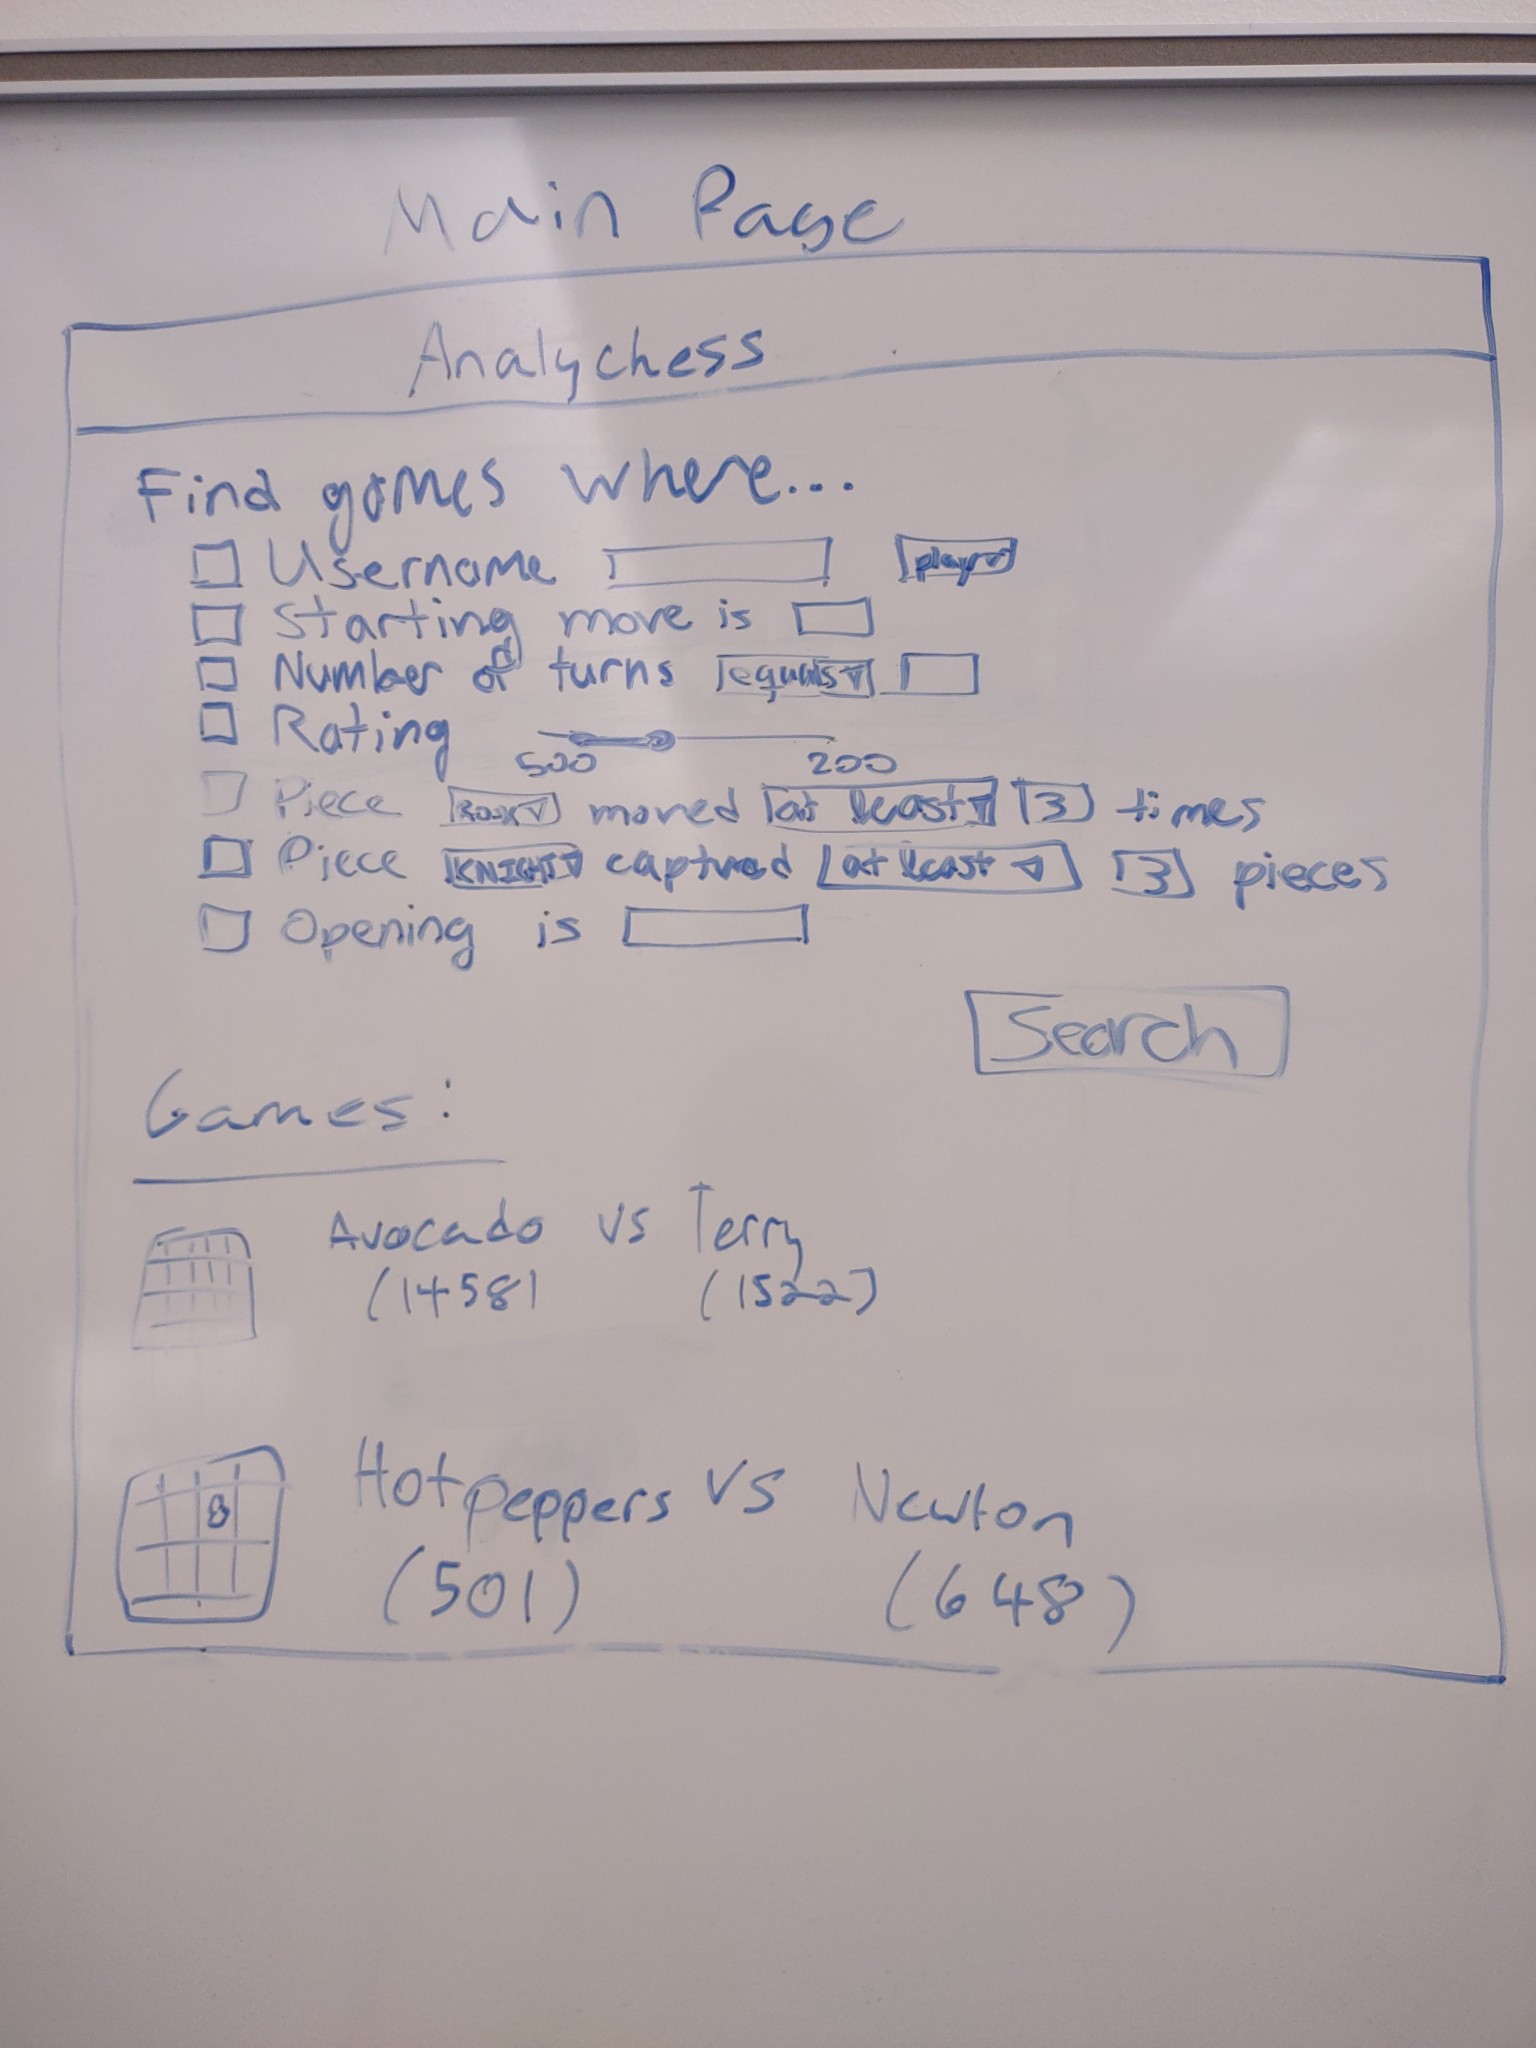 Main Page
Analychess
Find games where...
Username player
Starting move is
Number of turns equals
Rating
500 200
Piece Rook moved at least 3 times
Piece KNIGHT captured at least 3 pieces
Opening is
Search
Games:
Avocado vs Terry
(1458) (1522)
Hotpeppers vs Newton
(501) (648)